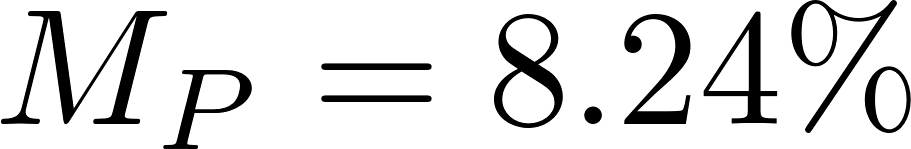 M_P = 8.24%